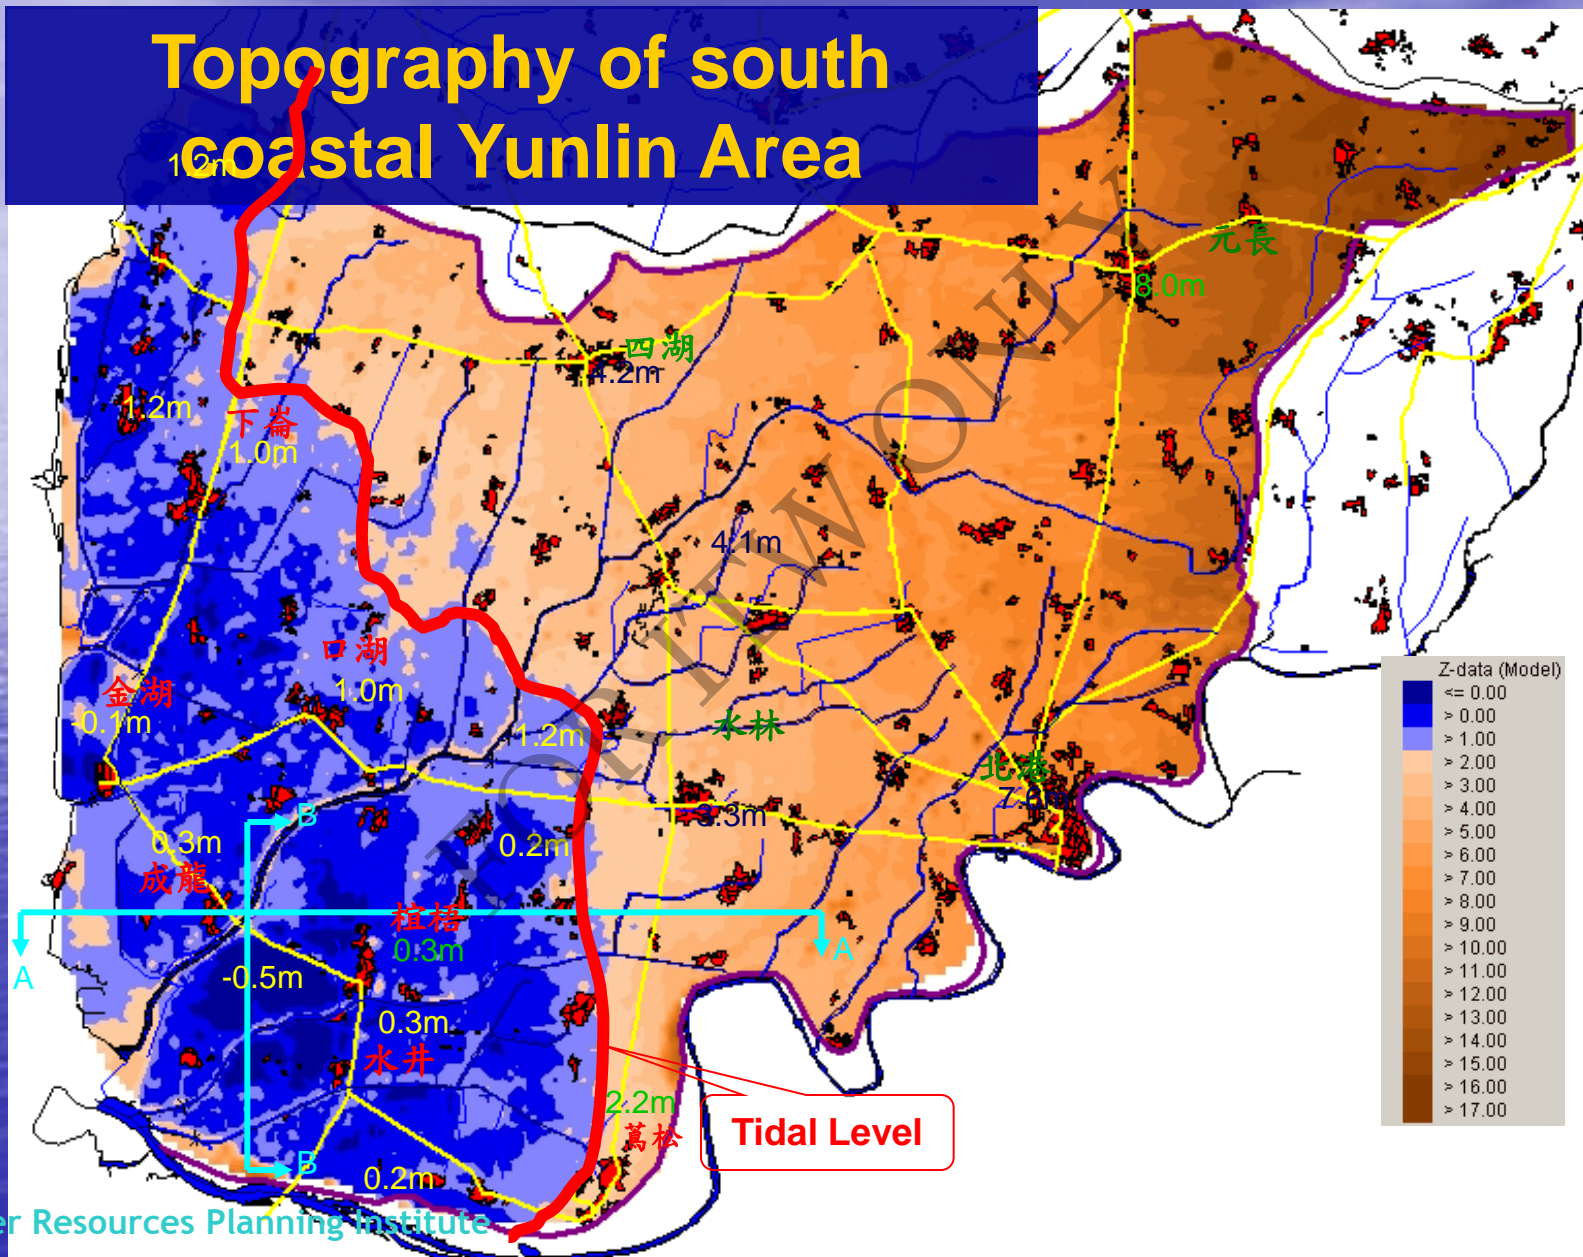 Topography of south
coastal Yunlin Area
1.2m
元長
8.0m
四湖
4.2m
1.2m
下崙
1.0m
4.1m
口湖
1.0m
金湖
-0.1m
水林
1.2m
北港
3.3m
B
0.3m
0.2m
成龍
A
A
植梧
0.3m
-0.5m
0.3m
水井
2.2m
蔦松
Tidal Level
B
0.2m
er Resources Planning Institute
FOR ITW ONLY
Z-data (Model)
<= 0.00
> 0.00
> 1.00
> 2.00
> 3.00
> 4.00
> 5.00
> 6.00
> 7.00
> 8.00
> 9.00
> 10.00
> 11.00
> 12.00
> 13.00
> 14.00
> 15.00
> 16.00
> 17.00